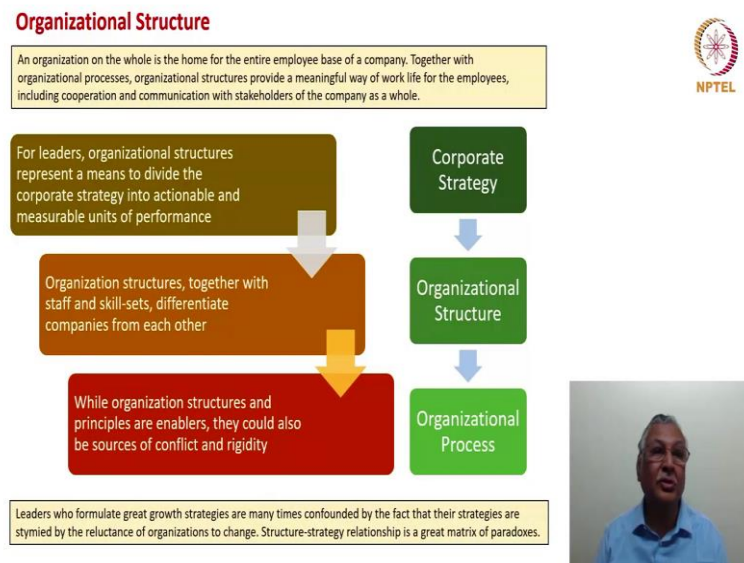 Organizational Structure
NPTEL
An organization on the whole is the home for the entire employee base of a company. Together with
organizational processes, organizational structures provide a meaningful way of work life for the employees,
including cooperation and communication with stakeholders of the company as a whole.
For leaders, organizational structures
represent a means to divide the
corporate strategy into actionable and
measurable units of performance
Corporate
Strategy
Organization structures, together with
staff and skill-sets, differentiate
companies from each other
Organizational
Structure
While organization structures and
principles are enablers, they could also
be sources of conflict and rigidity
Organizational
Process
Leaders who formulate great growth strategies are many times confounded by the fact that their strategies are
stymied by the reluctance of organizations to change. Structure-strategy relationship is a great matrix of paradoxes.